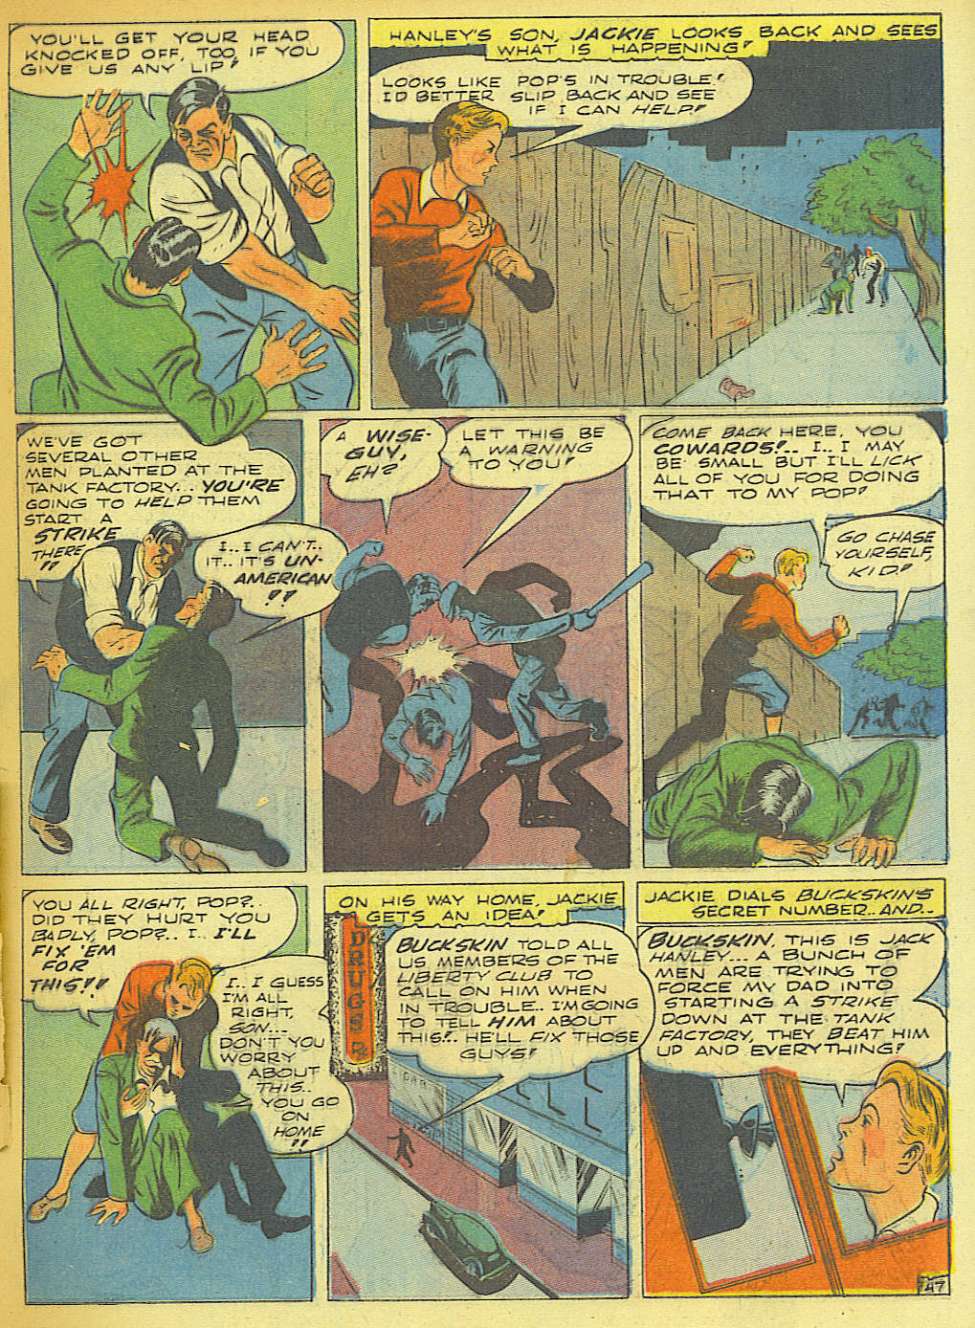 YOU'LL GET YOUR HEAD
KNOCKED OFF, TOO, IF YOU
GIVE US ANY LIP!
HANLEY'S SON, JACKIE LOOKS BACK AND SEES
WHAT IS HAPPENING!
LOOKS LIKE POP'S IN TROUBLE!
I'D BETTER SLIP BACK AND SEE
IF I CAN HELP!
WE'VE GOT
SEVERAL OTHER
MEN PLANTED AT THE
TANK FACTORY... YOU'RE
GOING TO HELP THEM
START A
STRIKE
THERE!!
I..I CAN'T..
IT.. IT'S UN-
AMERICAN
!!
A WISE-
GUY,
EH?
LET THIS BE
A WARNING
TO YOU!
COME BACK HERE, YOU
COWARDS!.. I.. I MAY
BE SMALL BUT I'LL LICK
ALL OF YOU FOR DOING
THAT TO MY POP!
GO CHASE
YOURSELF,
KID!
YOU ALL RIGHT, POP?..
DID THEY HURT YOU
BADLY, POP?.. I.. I'LL
FIX 'EM
FOR
THIS!!
I.. I GUESS
I'M ALL
RIGHT,
SON...
DON'T YOU
WORRY
ABOUT
THIS..
YOU GO
ON
HOME
!!
ON HIS WAY HOME, JACKIE
GETS AN IDEA!
BUCKSKIN TOLD ALL
US MEMBERS OF THE
LIBERTY CLUB TO
CALL ON HIM WHEN
IN TROUBLE.. I'M GOING
TO TELL HIM ABOUT
THIS!.. HE'LL FIX THOSE
GUYS!
DRUGS
JACKIE DIALS BUCKSKIN'S
SECRET NUMBER.. AND..
BUCKSKIN, THIS IS JACK
HANLEY... A BUNCH OF
MEN ARE TRYING TO
FORCE MY DAD INTO
STARTING A STRIKE
DOWN AT THE TANK
FACTORY, THEY BEAT HIM
UP AND EVERYTHING!
47